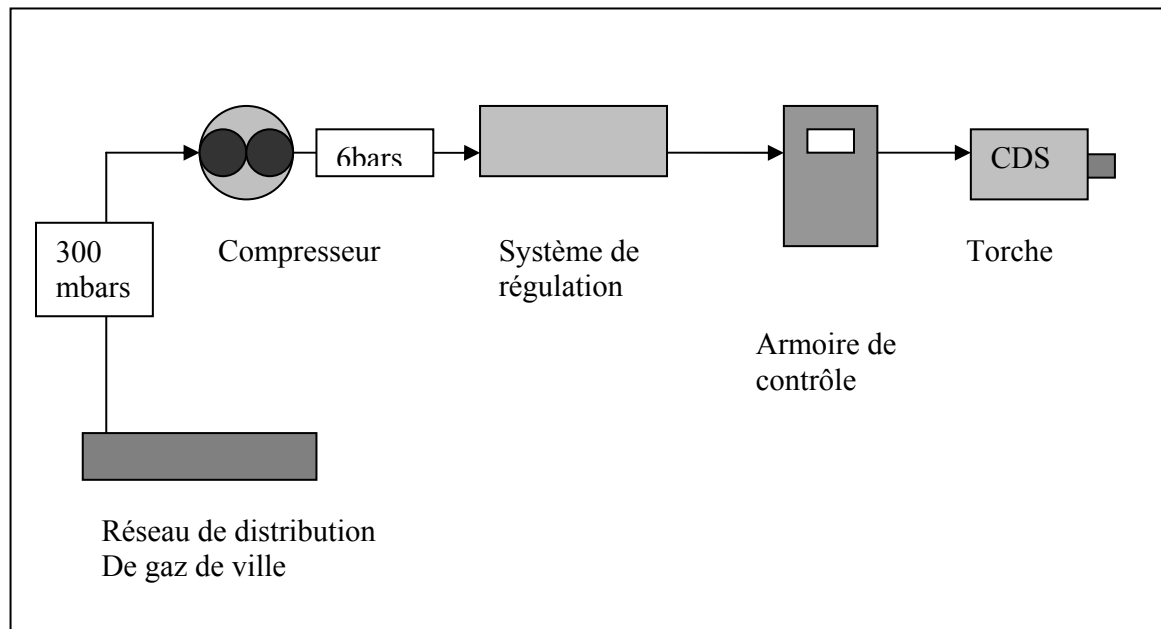 300
mbars
Compresseur
6bars
Système de
régulation
Armoire de
contrôle
CDS
Torche
Réseau de distribution
De gaz de ville